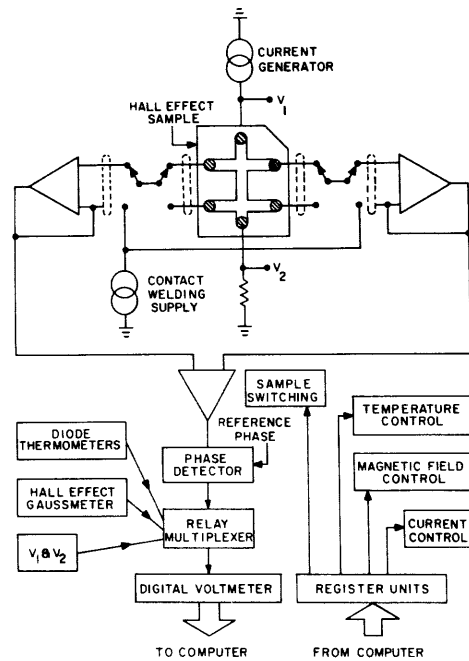 CURRENT
GENERATOR
V1
HALL EFFECT
SAMPLE
V2
CONTACT
WELDING
SUPPLY
SAMPLE
SWITCHING
REFERENCE
PHASE
TEMPERATURE
CONTROL
DIODE
THERMOMETERS
PHASE
DETECTOR
MAGNETIC FIELD
CONTROL
HALL EFFECT
GAUSSMETER
RELAY
MULTIPLEXER
CURRENT
CONTROL
V1 & V2
DIGITAL VOLTMETER
REGISTER UNITS
TO COMPUTER
FROM COMPUTER